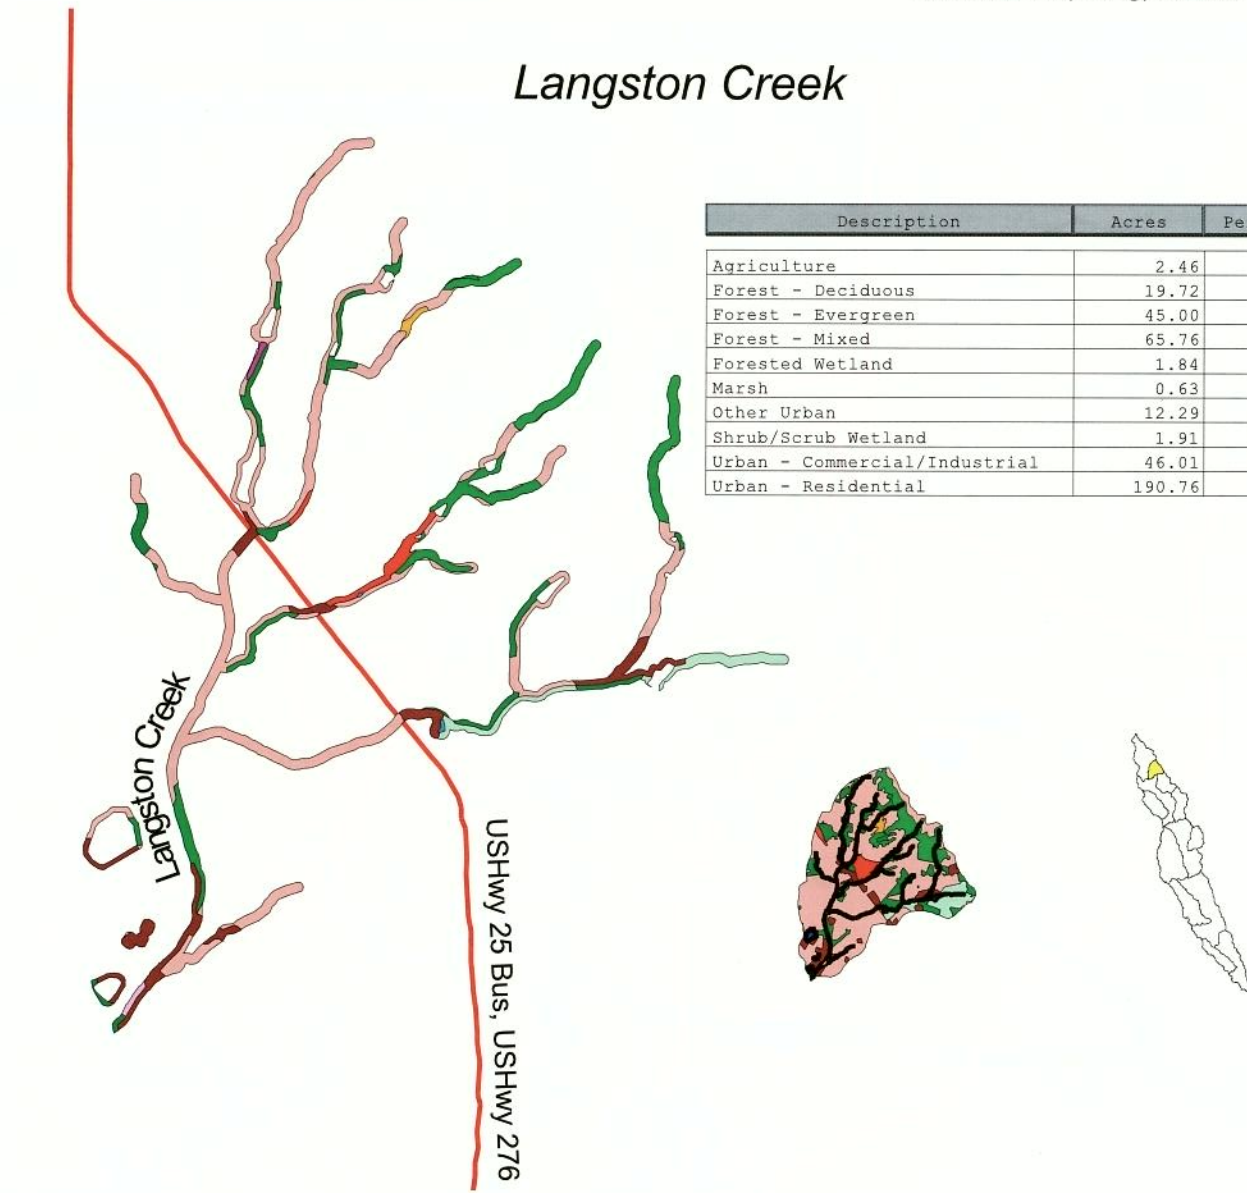 Langston Creek
Description Acres Pe
Agriculture 2.46
Forest - Deciduous 19.72
Forest - Evergreen 45.00
Forest - Mixed 65.76
Forested Wetland 1.84
Marsh 0.63
Other Urban 12.29
Shrub/Scrub Wetland 1.91
Urban - Commercial/Industrial 46.01
Urban - Residential 190.76
Langston Creek
USHwy 25 Bus, USHwy 276